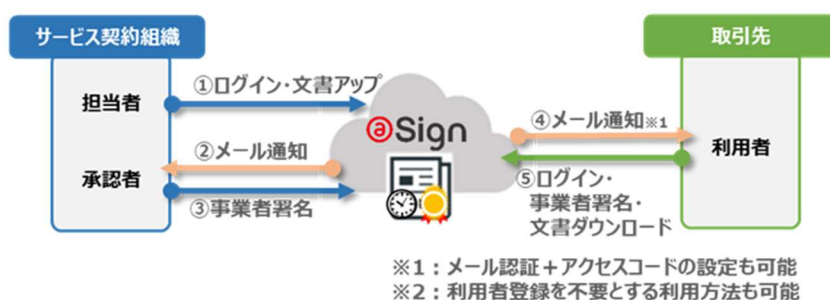 サービス契約組織
取引先
担当者
①ログイン・文書アップ
@Sign
②メール通知
承認者
③事業者署名
④メール通知※1
利用者
⑤ログイン・
事業者署名・
文書ダウンロード
※1：メール認証＋アクセスコードの設定も可能
※2：利用者登録を不要とする利用方法も可能